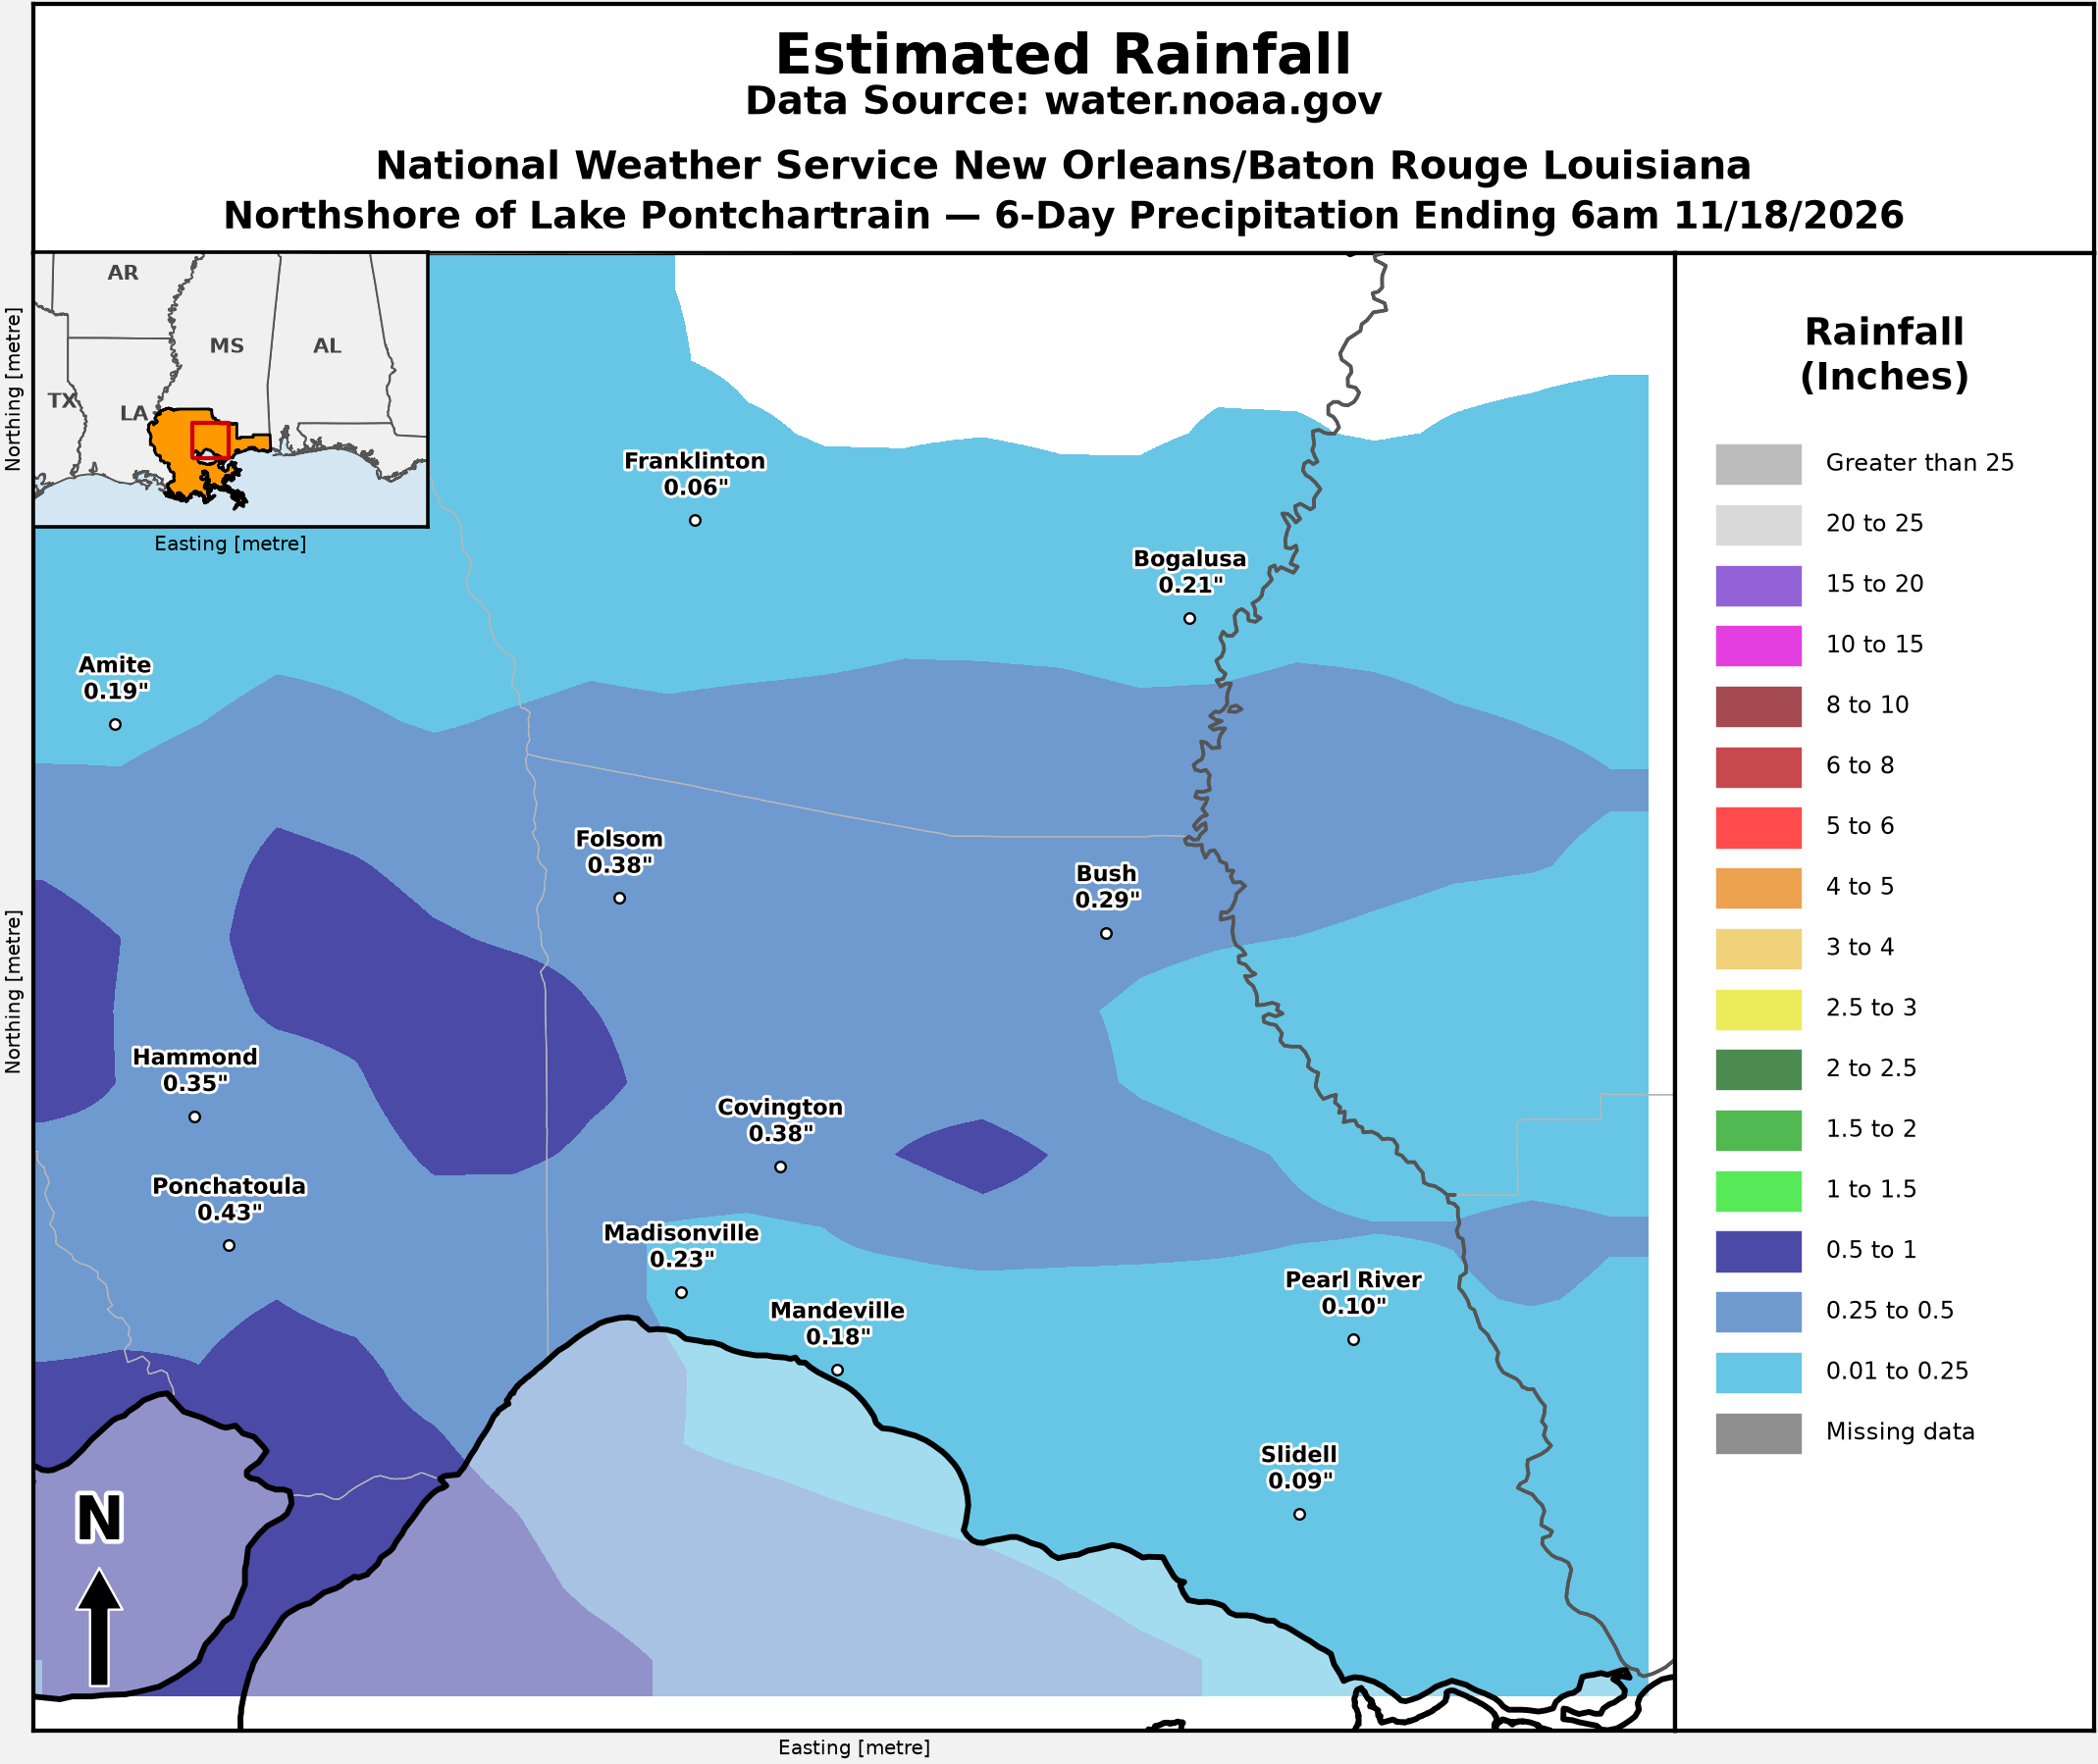 Estimated Rainfall
Data Source: water.noaa.gov
National Weather Service New Orleans/Baton Rouge Louisiana
Northshore of Lake Pontchartrain — 6-Day Precipitation Ending 6am 11/18/2026
Northing [metre]
AR
MS
AL
TX
LA
Easting [metre]
Franklinton
0.06"
Bogalusa
0.21"
Amite
0.19"
Folsom
0.38"
Bush
0.29"
Northing [metre]
Hammond
0.35"
Covington
0.38"
Ponchatoula
0.43"
Madisonville
0.23"
Pearl River
0.10"
Mandeville
0.18"
Slidell
0.09"
N
Easting [metre]
Rainfall
(Inches)
Greater than 25
20 to 25
15 to 20
10 to 15
8 to 10
6 to 8
5 to 6
4 to 5
3 to 4
2.5 to 3
2 to 2.5
1.5 to 2
1 to 1.5
0.5 to 1
0.25 to 0.5
0.01 to 0.25
Missing data